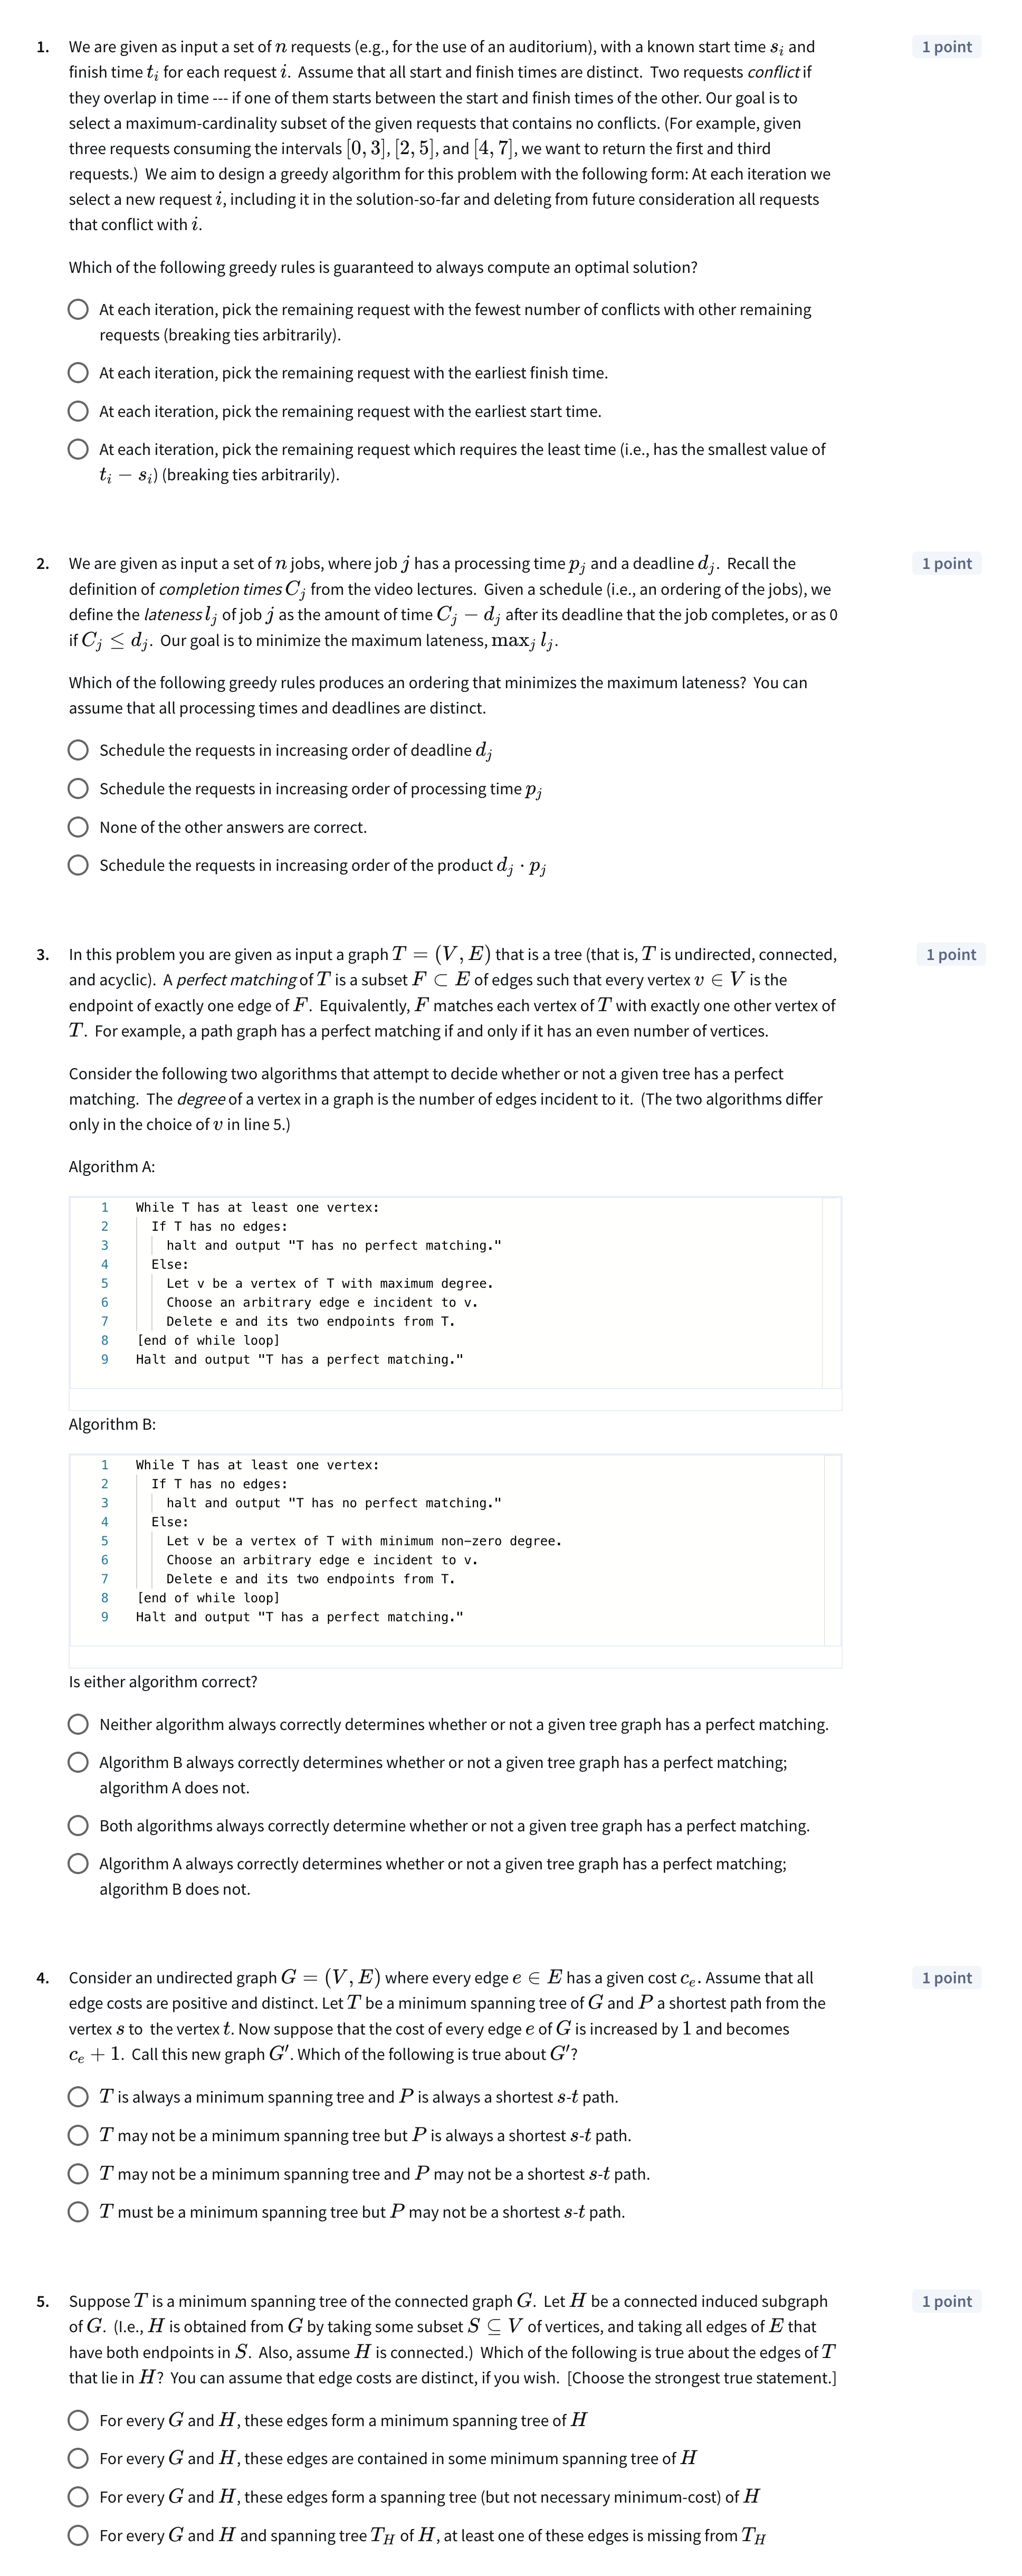 1. We are given as input a set of n requests (e.g., for the use of an auditorium), with a known start time sᵢ and
1 point
finish time tᵢ for each request i. Assume that all start and finish times are distinct. Two requests conflict if
they overlap in time --- if one of them starts between the start and finish times of the other. Our goal is to
select a maximum-cardinality subset of the given requests that contains no conflicts. (For example, given
three requests consuming the intervals [0, 3], [2, 5], and [4, 7], we want to return the first and third
requests.) We aim to design a greedy algorithm for this problem with the following form: At each iteration we
select a new request i, including it in the solution-so-far and deleting from future consideration all requests
that conflict with i.
Which of the following greedy rules is guaranteed to always compute an optimal solution?
At each iteration, pick the remaining request with the fewest number of conflicts with other remaining
requests (breaking ties arbitrarily).
At each iteration, pick the remaining request with the earliest finish time.
At each iteration, pick the remaining request with the earliest start time.
At each iteration, pick the remaining request which requires the least time (i.e., has the smallest value of
tᵢ − sᵢ) (breaking ties arbitrarily).
2. We are given as input a set of n jobs, where job j has a processing time pⱼ and a deadline dⱼ. Recall the
1 point
definition of completion times Cⱼ from the video lectures. Given a schedule (i.e., an ordering of the jobs), we
define the lateness lⱼ of job j as the amount of time Cⱼ − dⱼ after its deadline that the job completes, or as 0
if Cⱼ ≤ dⱼ. Our goal is to minimize the maximum lateness, maxⱼ lⱼ.
Which of the following greedy rules produces an ordering that minimizes the maximum lateness? You can
assume that all processing times and deadlines are distinct.
Schedule the requests in increasing order of deadline dⱼ
Schedule the requests in increasing order of processing time pⱼ
None of the other answers are correct.
Schedule the requests in increasing order of the product dⱼ · pⱼ
3. In this problem you are given as input a graph T = (V, E) that is a tree (that is, T is undirected, connected,
1 point
and acyclic). A perfect matching of T is a subset F ⊂ E of edges such that every vertex v ∈ V is the
endpoint of exactly one edge of F. Equivalently, F matches each vertex of T with exactly one other vertex of
T. For example, a path graph has a perfect matching if and only if it has an even number of vertices.
Consider the following two algorithms that attempt to decide whether or not a given tree has a perfect
matching. The degree of a vertex in a graph is the number of edges incident to it. (The two algorithms differ
only in the choice of v in line 5.)
Algorithm A:
1 While T has at least one vertex:
2 If T has no edges:
3 halt and output "T has no perfect matching."
4 Else:
5 Let v be a vertex of T with maximum degree.
6 Choose an arbitrary edge e incident to v.
7 Delete e and its two endpoints from T.
8 [end of while loop]
9 Halt and output "T has a perfect matching."
Algorithm B:
1 While T has at least one vertex:
2 If T has no edges:
3 halt and output "T has no perfect matching."
4 Else:
5 Let v be a vertex of T with minimum non-zero degree.
6 Choose an arbitrary edge e incident to v.
7 Delete e and its two endpoints from T.
8 [end of while loop]
9 Halt and output "T has a perfect matching."
Is either algorithm correct?
Neither algorithm always correctly determines whether or not a given tree graph has a perfect matching.
Algorithm B always correctly determines whether or not a given tree graph has a perfect matching;
algorithm A does not.
Both algorithms always correctly determine whether or not a given tree graph has a perfect matching.
Algorithm A always correctly determines whether or not a given tree graph has a perfect matching;
algorithm B does not.
4. Consider an undirected graph G = (V, E) where every edge e ∈ E has a given cost cₑ. Assume that all
1 point
edge costs are positive and distinct. Let T be a minimum spanning tree of G and P a shortest path from the
vertex s to the vertex t. Now suppose that the cost of every edge e of G is increased by 1 and becomes
cₑ + 1. Call this new graph G′. Which of the following is true about G′?
T is always a minimum spanning tree and P is always a shortest s-t path.
T may not be a minimum spanning tree but P is always a shortest s-t path.
T may not be a minimum spanning tree and P may not be a shortest s-t path.
T must be a minimum spanning tree but P may not be a shortest s-t path.
5. Suppose T is a minimum spanning tree of the connected graph G. Let H be a connected induced subgraph
1 point
of G. (I.e., H is obtained from G by taking some subset S ⊆ V of vertices, and taking all edges of E that
have both endpoints in S. Also, assume H is connected.) Which of the following is true about the edges of T
that lie in H? You can assume that edge costs are distinct, if you wish. [Choose the strongest true statement.]
For every G and H, these edges form a minimum spanning tree of H
For every G and H, these edges are contained in some minimum spanning tree of H
For every G and H, these edges form a spanning tree (but not necessary minimum-cost) of H
For every G and H and spanning tree T_H of H, at least one of these edges is missing from T_H